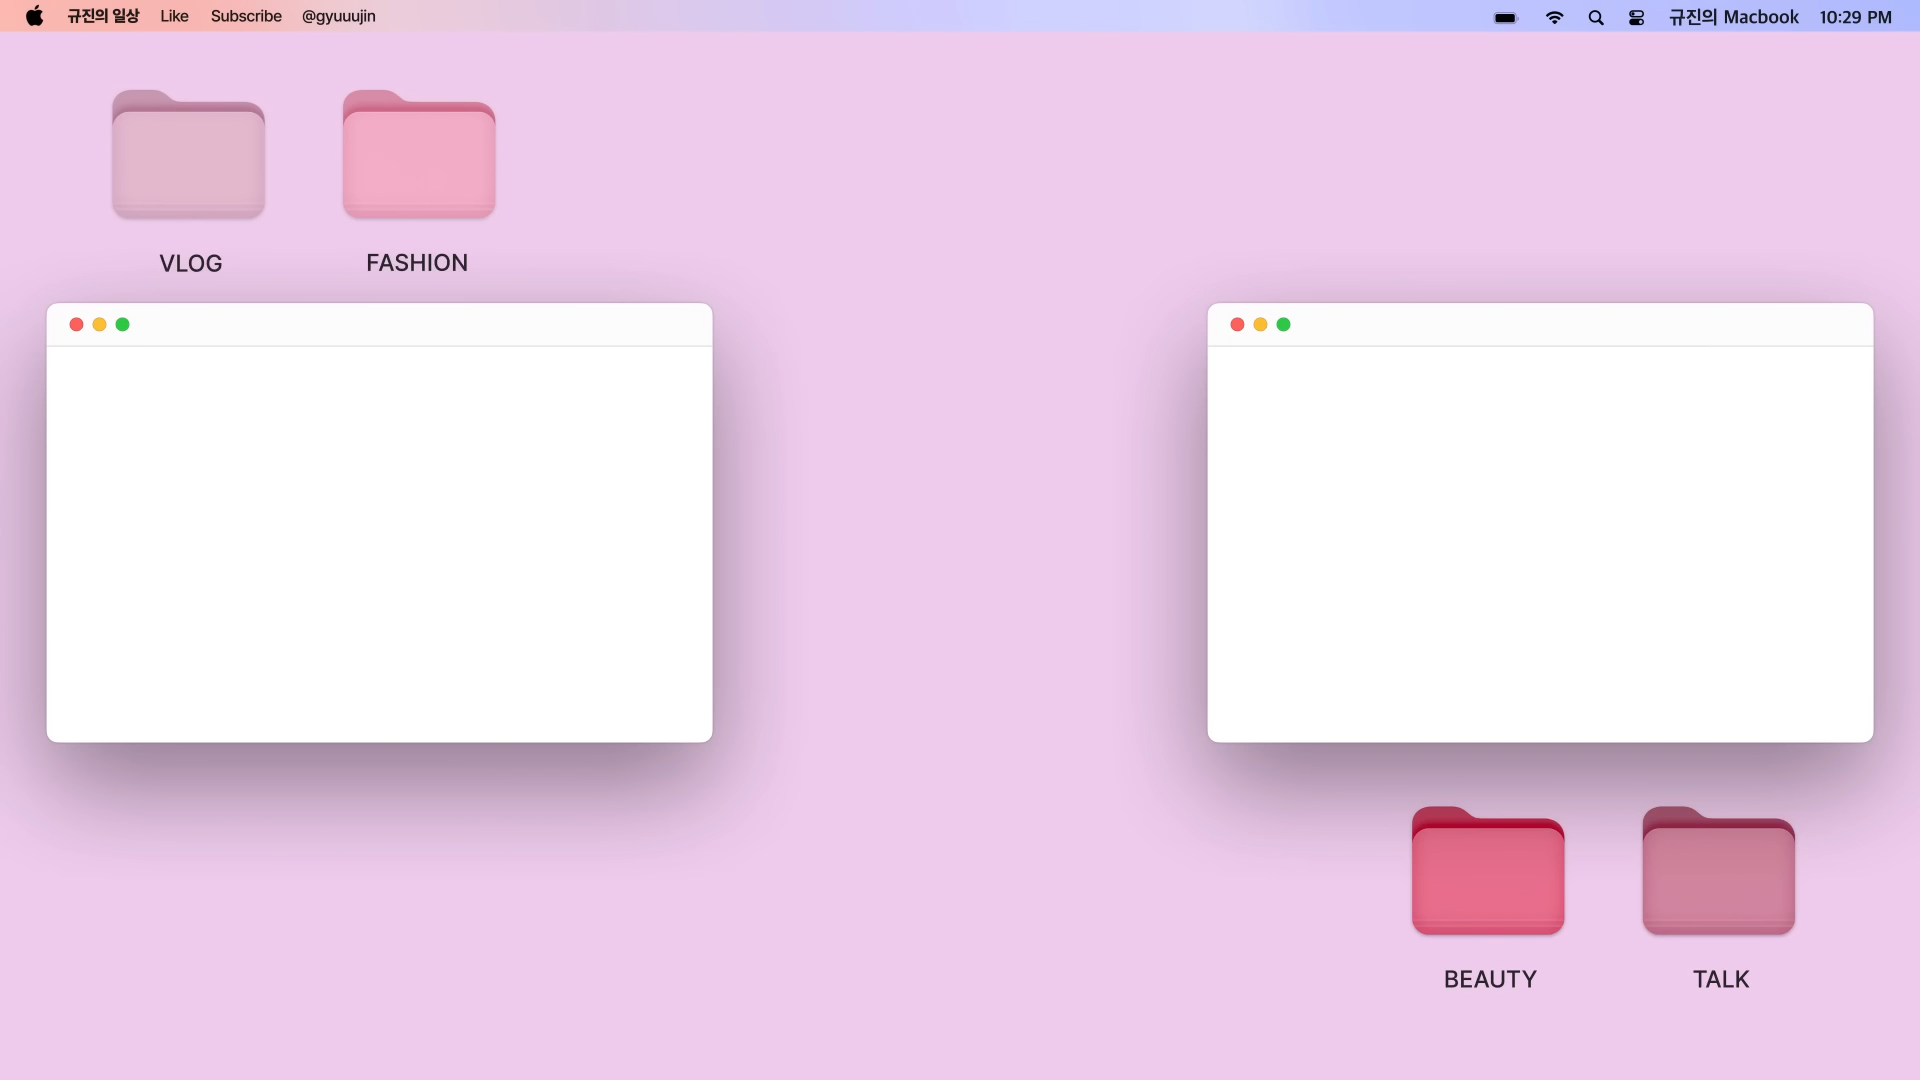 규진의 일상 Like Subscribe @gyuuujin 규진의 Macbook 10:29 PM
VLOG FASHION
BEAUTY TALK